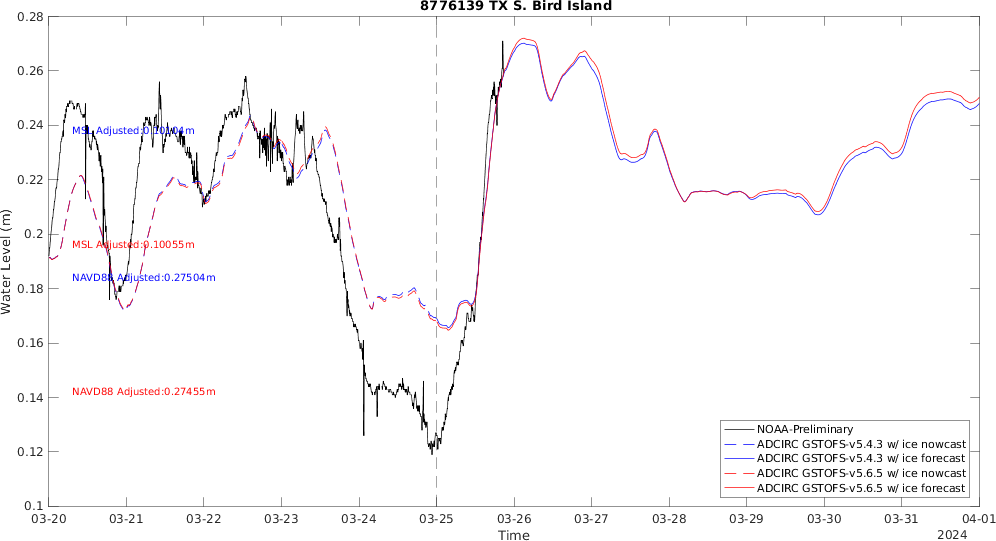 8776139 TX S. Bird Island
0.28
0.26
0.24
0.22
0.2
0.18
0.16
0.14
0.12
0.1
Water Level (m)
MSL Adjusted:0.10104m
MSL Adjusted:0.10055m
NAVD88 Adjusted:0.27504m
NAVD88 Adjusted:0.27455m
NOAA-Preliminary
ADCIRC GSTOFS-v5.4.3 w/ ice nowcast
ADCIRC GSTOFS-v5.4.3 w/ ice forecast
ADCIRC GSTOFS-v5.6.5 w/ ice nowcast
ADCIRC GSTOFS-v5.6.5 w/ ice forecast
03-20 03-21 03-22 03-23 03-24 03-25 03-26 03-27 03-28 03-29 03-30 03-31 04-01
Time
2024